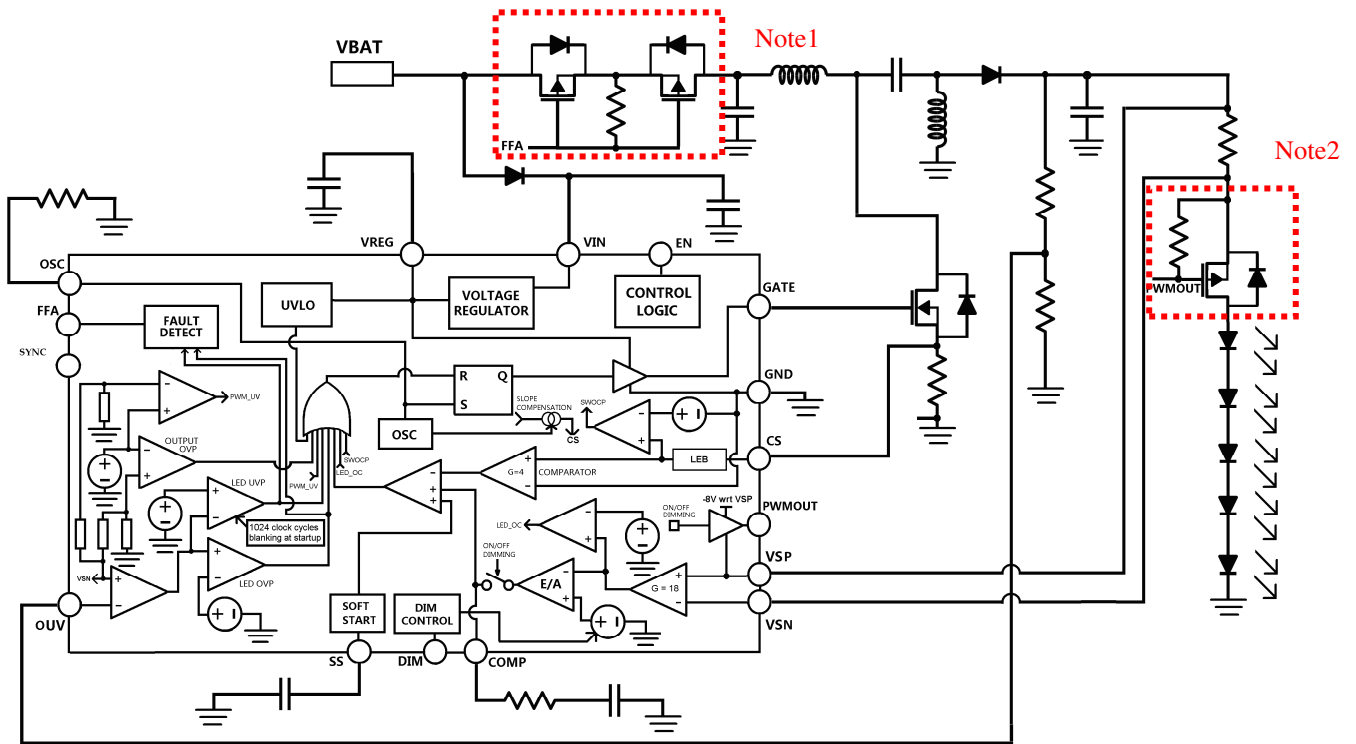 Note1
VBAT
FFA
Note2
VREG
VIN
EN
OSC
GATE
PWMOUT
UVLO
VOLTAGE
REGULATOR
CONTROL
LOGIC
FFA
FAULT
DETECT
SYNC
R
Q
S
GND
SLOPE
COMPENSATION
SWOCP
PWM_UV
OSC
CS
CS
OUTPUT
OVP
SWOCP
LED_OC
PWM_UV
G=4
COMPARATOR
LEB
LED UVP
1024 clock cycles
blanking at startup
-8V wrt VSP
PWMOUT
ON/OFF
DIMMING
LED_OC
ON/OFF
DIMMING
VSP
VSN
LED OVP
E/A
G = 18
OUV
SOFT
START
DIM
CONTROL
VSN
SS
DIM
COMP